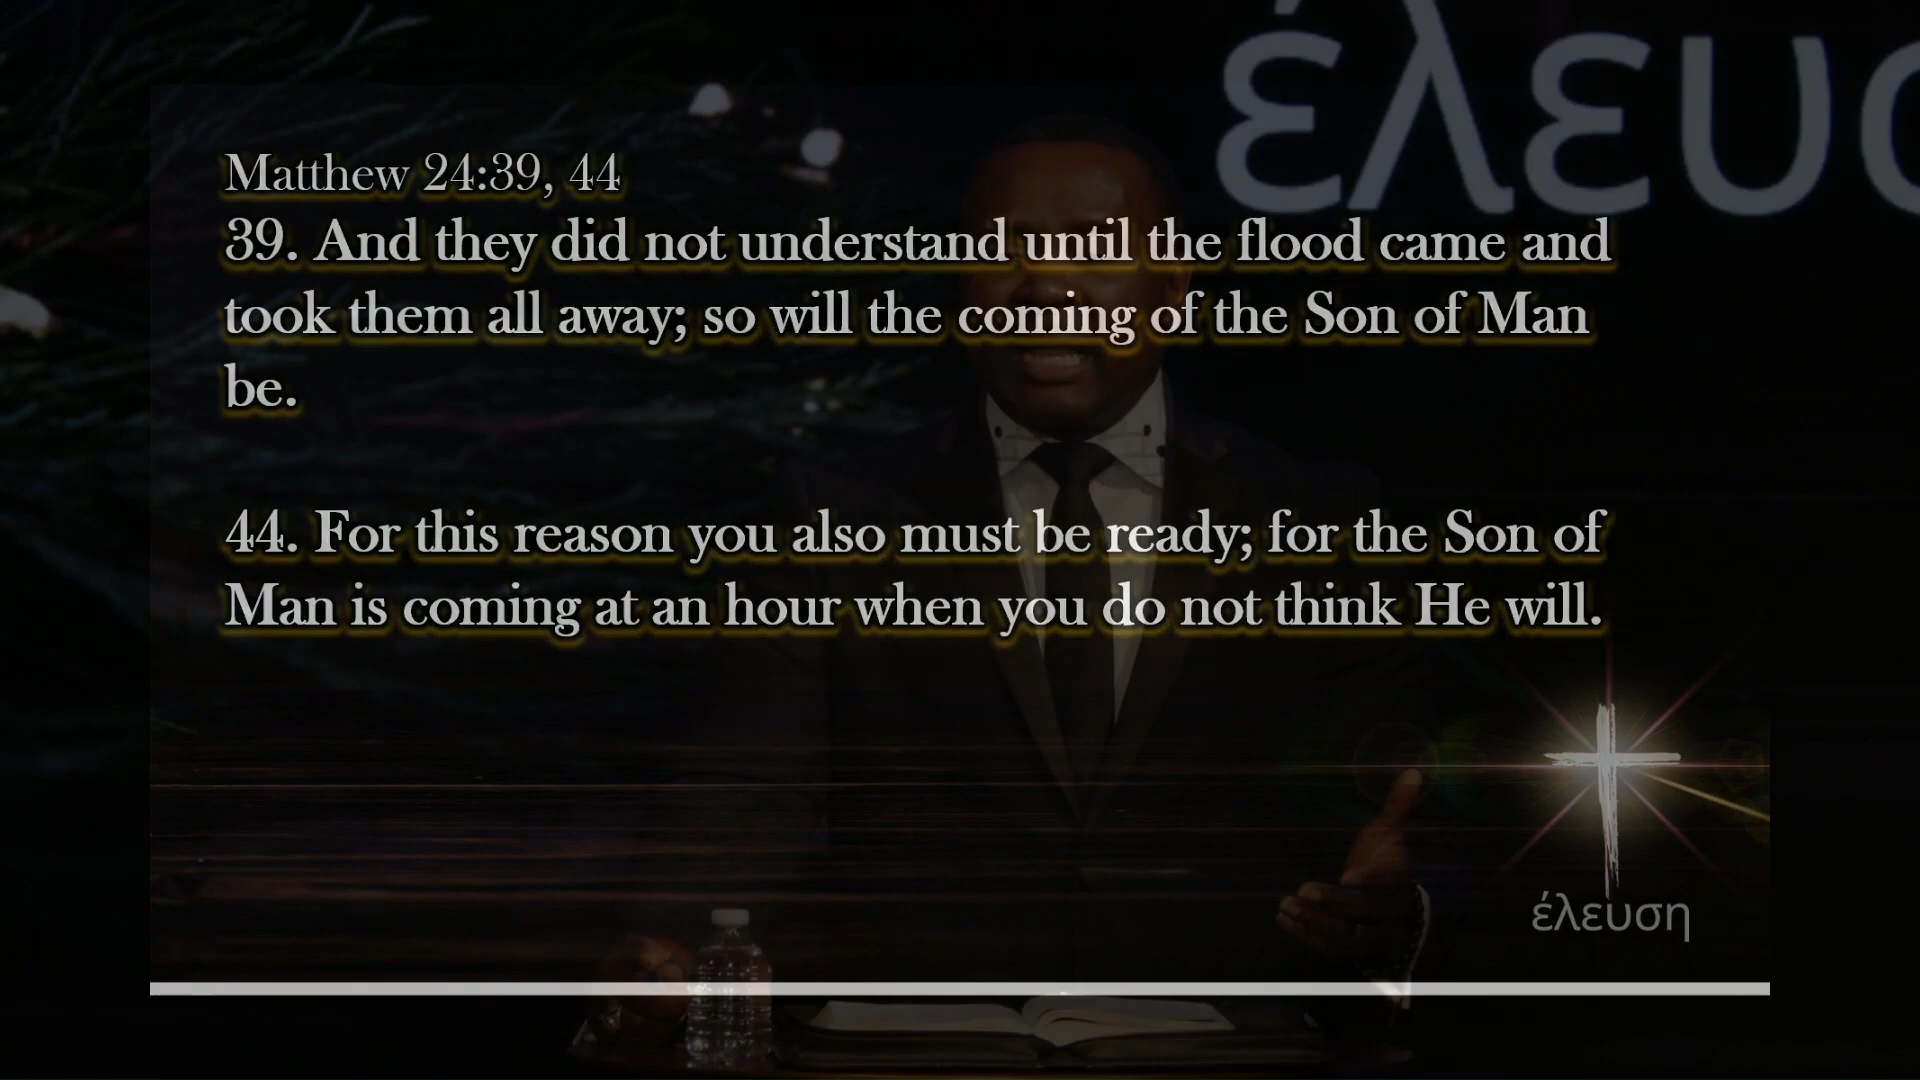 έλευσ
Matthew 24:39, 44
39. And they did not understand until the flood came and
took them all away; so will the coming of the Son of Man
be.
44. For this reason you also must be ready; for the Son of
Man is coming at an hour when you do not think He will.
έλευση